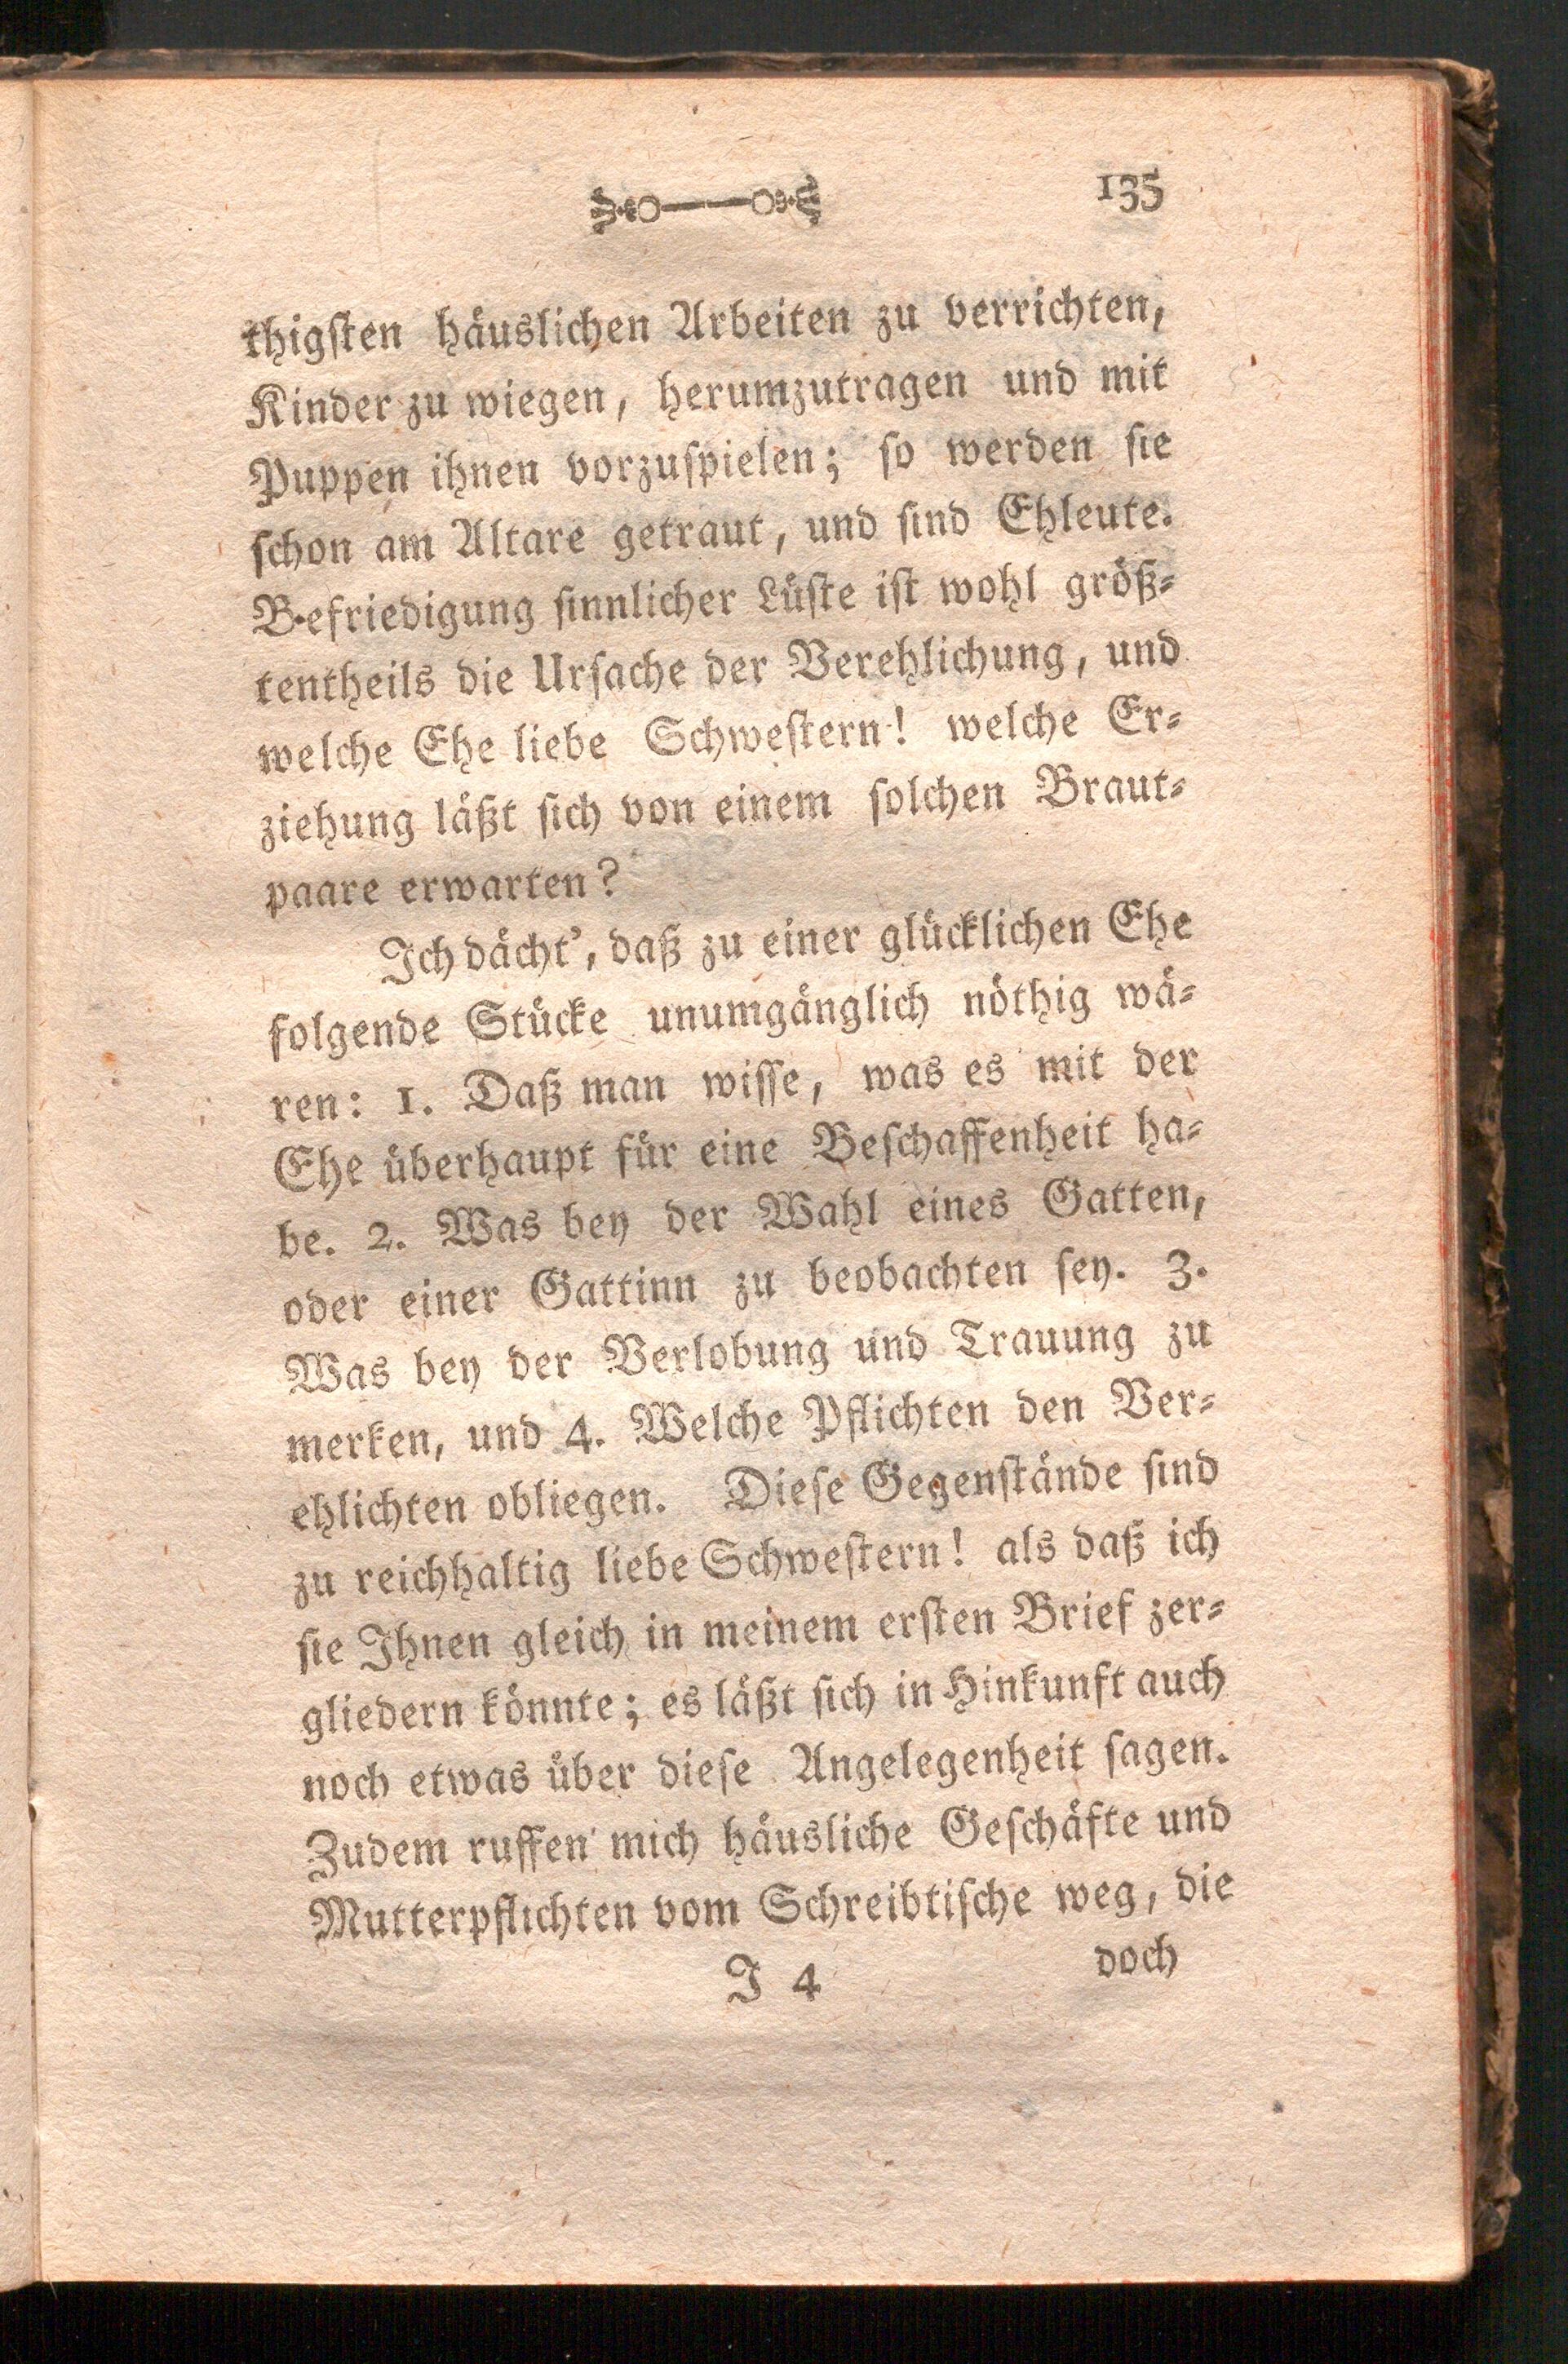 135
thigſten häuslichen Arbeiten zu verrichten,
Kinder zu wiegen, herumzutragen und mit
Puppen ihnen vorzuſpielen; ſo werden ſie
ſchon am Altare getraut, und ſind Ehleute.
Befriedigung ſinnlicher Lüſte iſt wohl größ-
tentheils die Urſache der Verehlichung, und
welche Ehe liebe Schweſtern! welche Er-
ziehung läßt ſich von einem ſolchen Braut-
paare erwarten?
Ich dächt', daß zu einer glücklichen Ehe
folgende Stücke unumgänglich nöthig wä-
ren: 1. Daß man wiſſe, was es mit der
Ehe überhaupt für eine Beſchaffenheit ha-
be. 2. Was bey der Wahl eines Gatten,
oder einer Gattinn zu beobachten ſey. 3.
Was bey der Verlobung und Trauung zu
merken, und 4. Welche Pflichten den Ver-
ehlichten obliegen. Dieſe Gegenſtände ſind
zu reichhaltig liebe Schweſtern! als daß ich
ſie Ihnen gleich in meinem erſten Brief zer-
gliedern könnte; es läßt ſich in Hinkunft auch
noch etwas über dieſe Angelegenheit ſagen.
Zudem ruffen mich häusliche Geſchäfte und
Mutterpflichten vom Schreibtiſche weg, die
J 4 doch